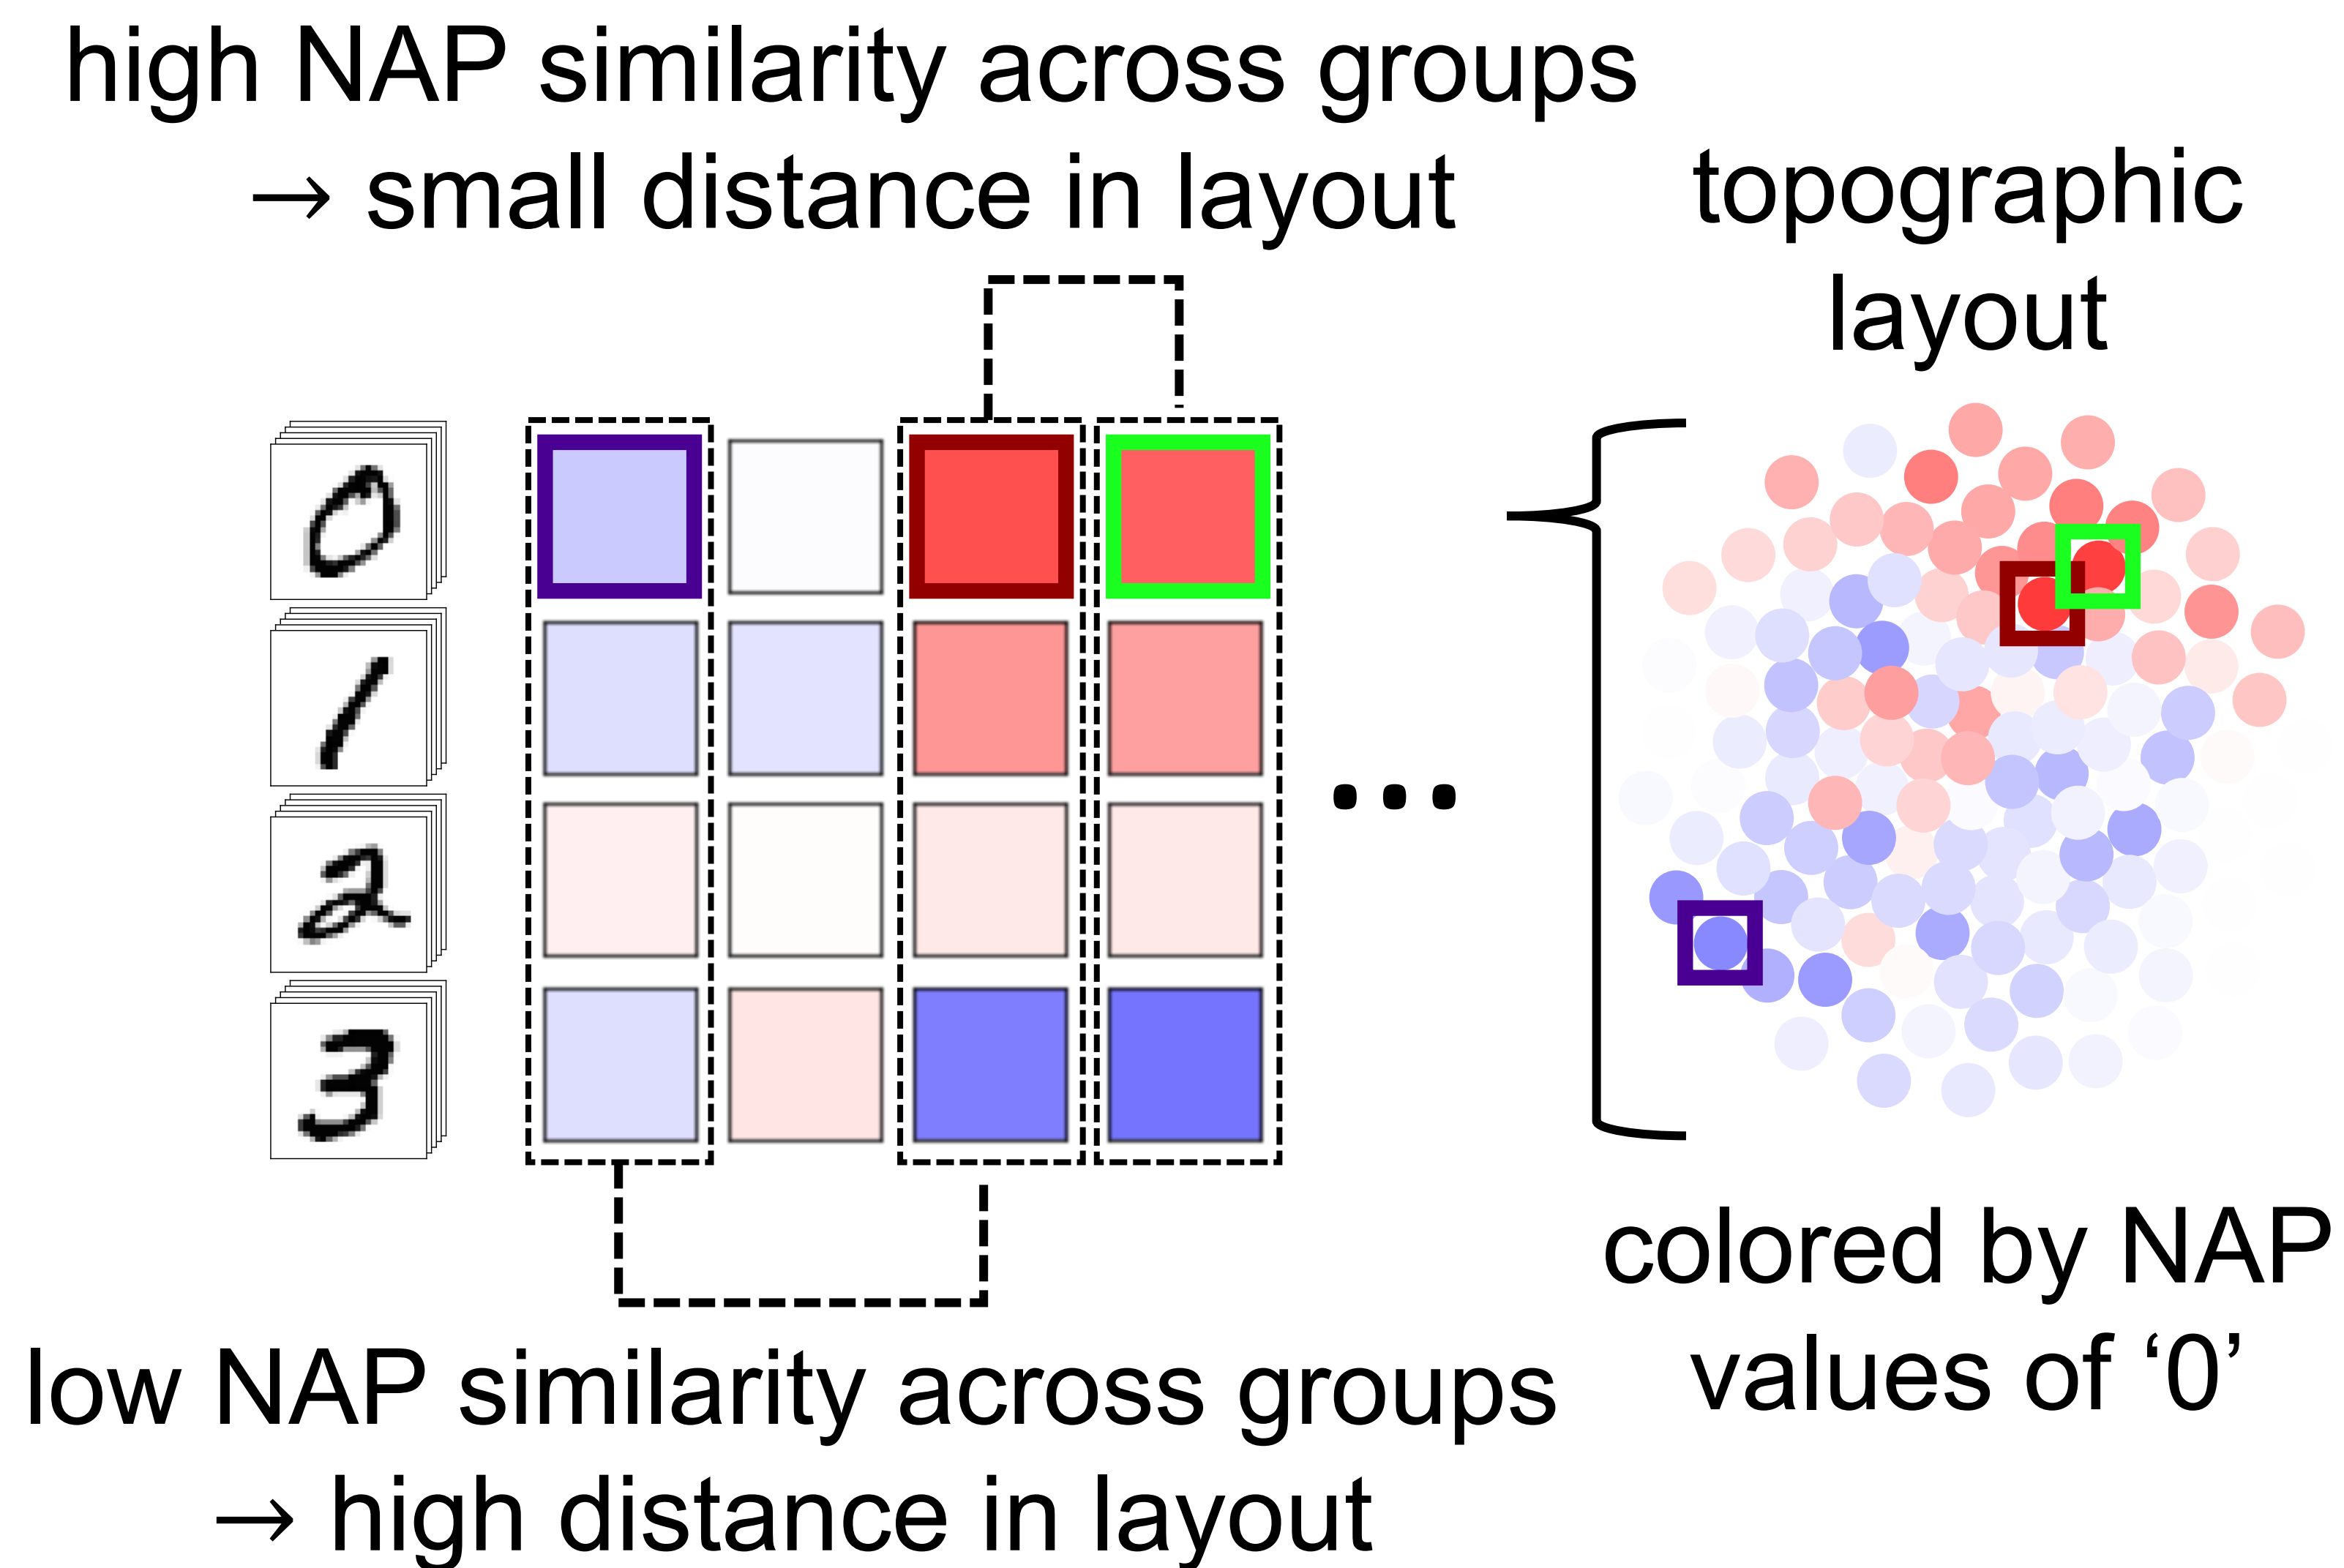 high NAP similarity across groups
→ small distance in layout
topographic
layout
0
1
2
3
...
colored by NAP
values of ‘0’
low NAP similarity across groups
→ high distance in layout